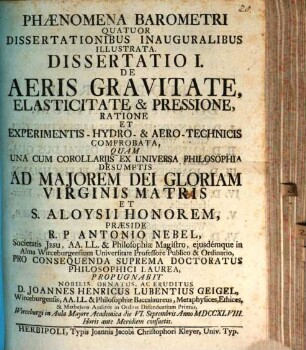 PHÆNOMENA BAROMETRI
QUATUOR
DISSERTATIONIBUS INAUGURALIBUS
ILLUSTRATA.
DISSERTATIO I.
DE
AERIS GRAVITATE,
ELASTICITATE & PRESSIONE,
RATIONE
ET
EXPERIMENTIS - HYDRO- & AERO-TECHNICIS
COMPROBATA,
QUAM
UNA CUM COROLLARIIS EX UNIVERSA PHILOSOPHIA
DESUMPTIS
AD MAJOREM DEI GLORIAM
VIRGINIS MATRIS
ET
S. ALOYSII HONOREM,
PRÆSIDE
R. P. ANTONIO NEBEL,
Societatis Jesu, AA. LL. & Philosophiæ Magistro, ejusdémque in
Alma Wirceburgensium Universitate Professore Publico & Ordinario,
PRO CONSEQUENDA SUPREMA DOCTORATUS
PHILOSOPHICI LAUREA,
PROPUGNABIT
NOBILIS, ORNATUS, AC ERUDITUS
D. JOANNES HENRICUS LUBENTIUS GEIGEL,
Wirceburgensis, AA. LL. & Philosophiæ Baccalaureus, Metaphysices, Ethices,
& Matheseos Auditor
Wirceburgi in Aula Mayore Academica die VI. Septembris Anno MDCCXLVIII.
Horis ante Meridiem consuetis.
HERBIPOLI, Typis Joannis Jacobi Christophori Kleyer, Univ. Typ.